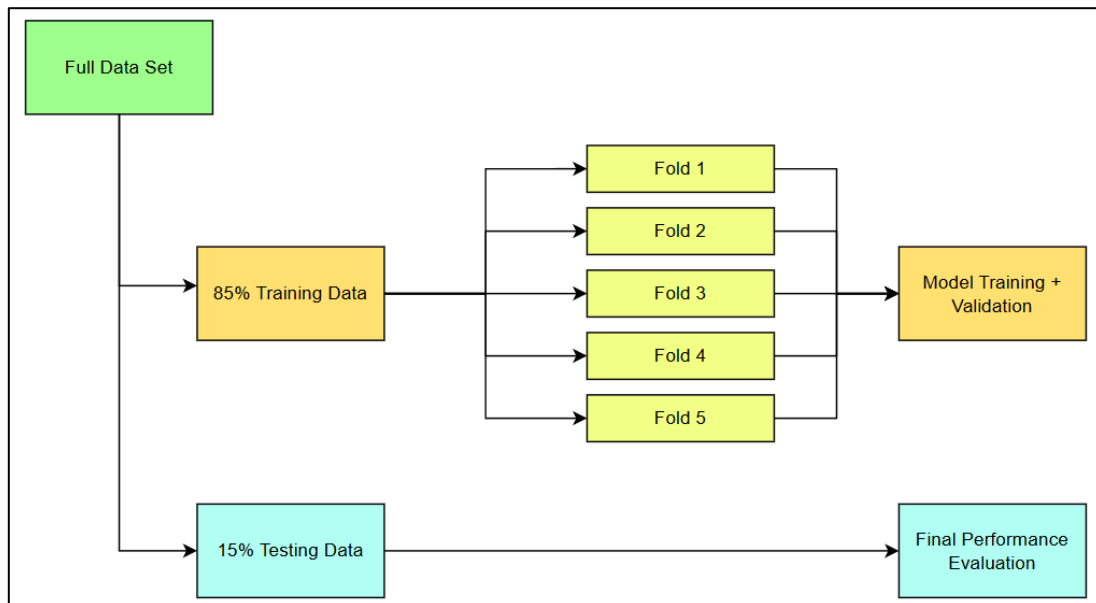 Full Data Set
Fold 1
Fold 2
85% Training Data
Fold 3
Model Training +
Validation
Fold 4
Fold 5
15% Testing Data
Final Performance
Evaluation